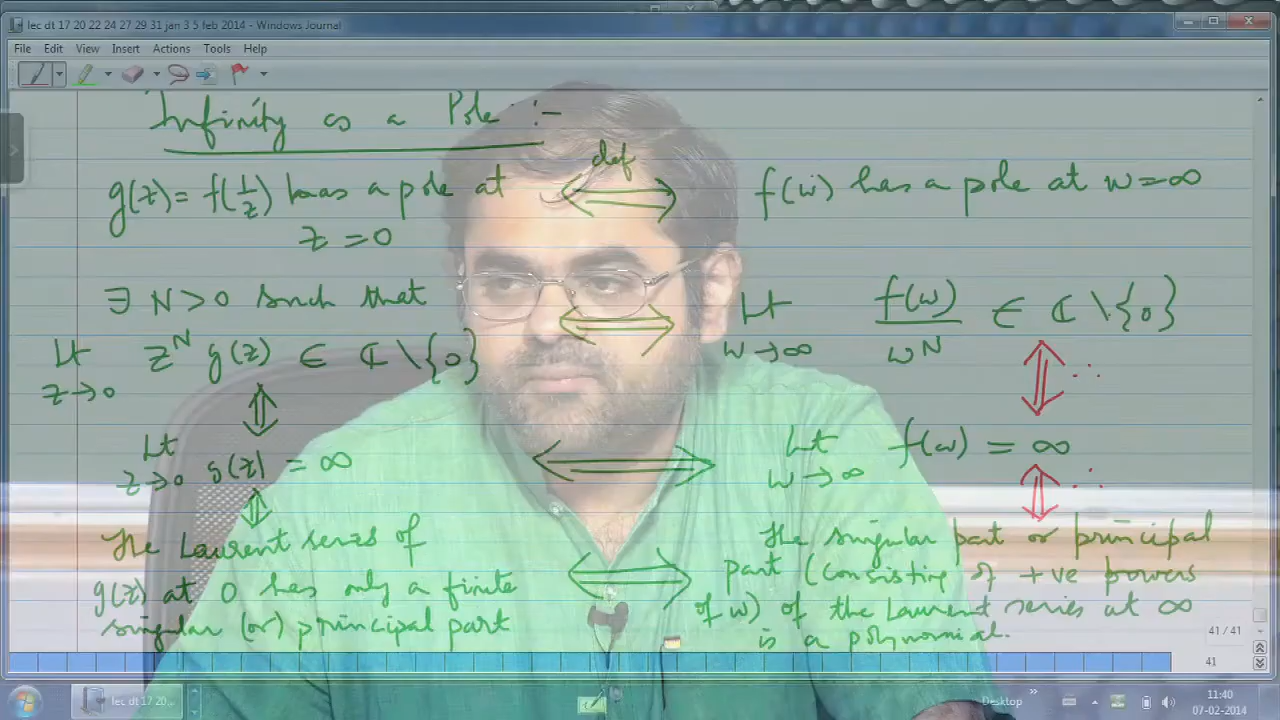 lec dt 17 20 22 24 27 29 31 jan 3 5 feb 2014 - Windows Journal
File Edit View Insert Actions Tools Help
Infinity as a Pole :-
g(z) = f(1/z) has a pole at z = 0 ⟺ def f(w) has a pole at w = ∞
∃ N > 0 such that
Lt z→0 z^N g(z) ∈ ℂ \ {0} ⟺ Lt w→∞ f(w)/w^N ∈ ℂ \ {0}
⇕ ⇕ ∴
Lt z→0 g(z) = ∞ ⟺ Lt w→∞ f(w) = ∞
⇕ ⇕ ∴
The Laurent series of
g(z) at 0 has only a finite
singular (or) principal part
⟺
The singular part or principal
part (consisting of +ve powers
of w) of the Laurent series at ∞
is a polynomial.
41 / 41
41
lec dt 17 20...
Desktop
11:40
07-02-2014